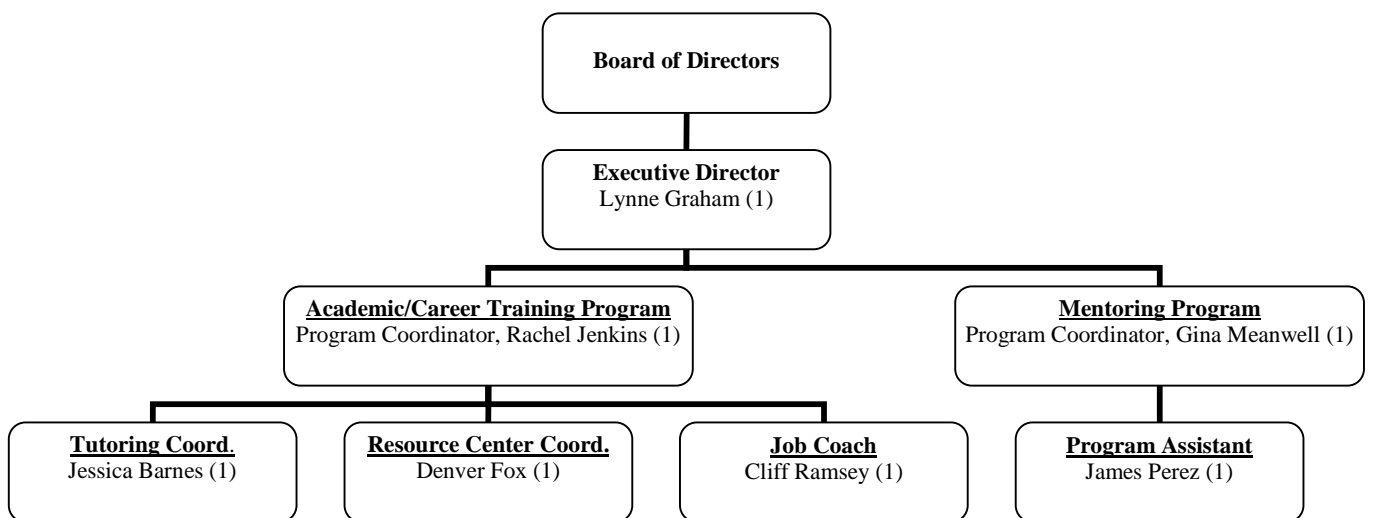 Board of Directors
Executive Director
Lynne Graham (1)
Academic/Career Training Program
Program Coordinator, Rachel Jenkins (1)
Mentoring Program
Program Coordinator, Gina Meanwell (1)
Tutoring Coord.
Jessica Barnes (1)
Resource Center Coord.
Denver Fox (1)
Job Coach
Cliff Ramsey (1)
Program Assistant
James Perez (1)